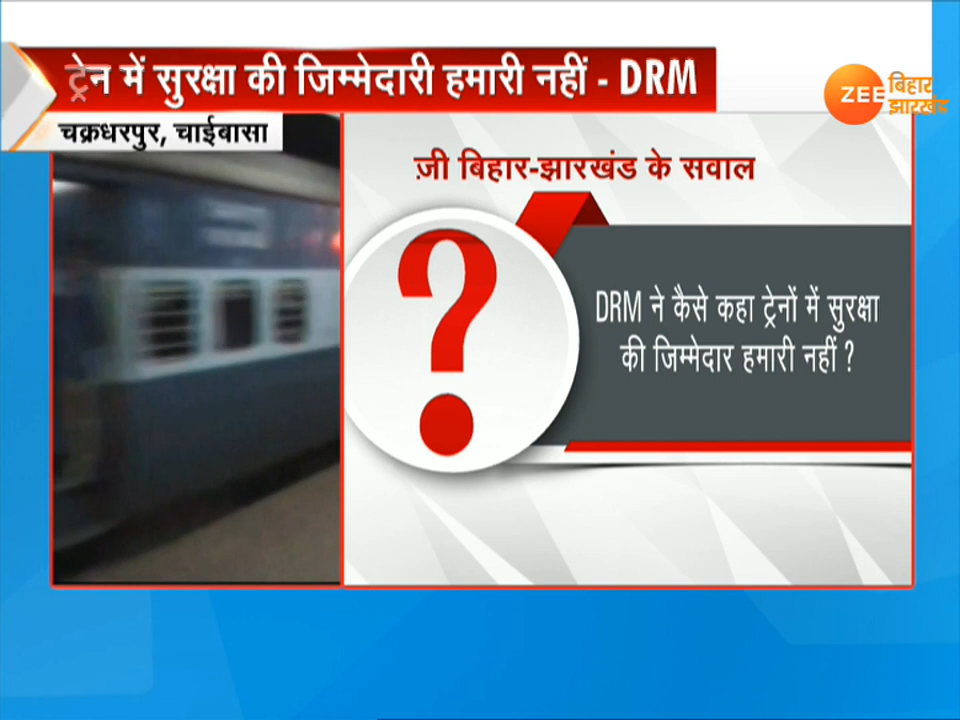 ट्रेन में सुरक्षा की जिम्मेदारी हमारी नहीं - DRM
ZEE बिहार झारखंड
चक्रधरपुर, चाईबासा
ज़ी बिहार-झारखंड के सवाल
DRM ने कैसे कहा ट्रेनों में सुरक्षा
की जिम्मेदार हमारी नहीं ?